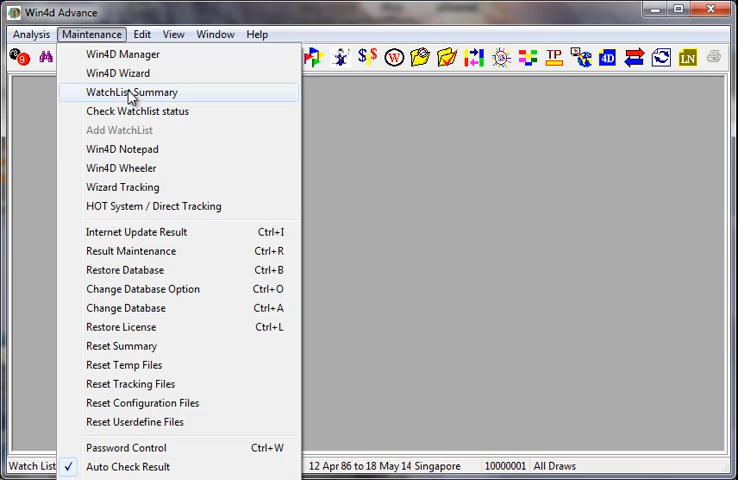 Win4d Advance
Analysis Maintenance Edit View Window Help
9 $ $ W TP 4D LN
Win4D Manager
Win4D Wizard
WatchList Summary
Check Watchlist status
Add WatchList
Win4D Notepad
Win4D Wheeler
Wizard Tracking
HOT System / Direct Tracking
Internet Update Result Ctrl+I
Result Maintenance Ctrl+R
Restore Database Ctrl+B
Change Database Option Ctrl+O
Change Database Ctrl+A
Restore License Ctrl+L
Reset Summary
Reset Temp Files
Reset Tracking Files
Reset Configuration Files
Reset Userdefine Files
Password Control Ctrl+W
Auto Check Result
Watch List 12 Apr 86 to 18 May 14 Singapore 10000001 All Draws